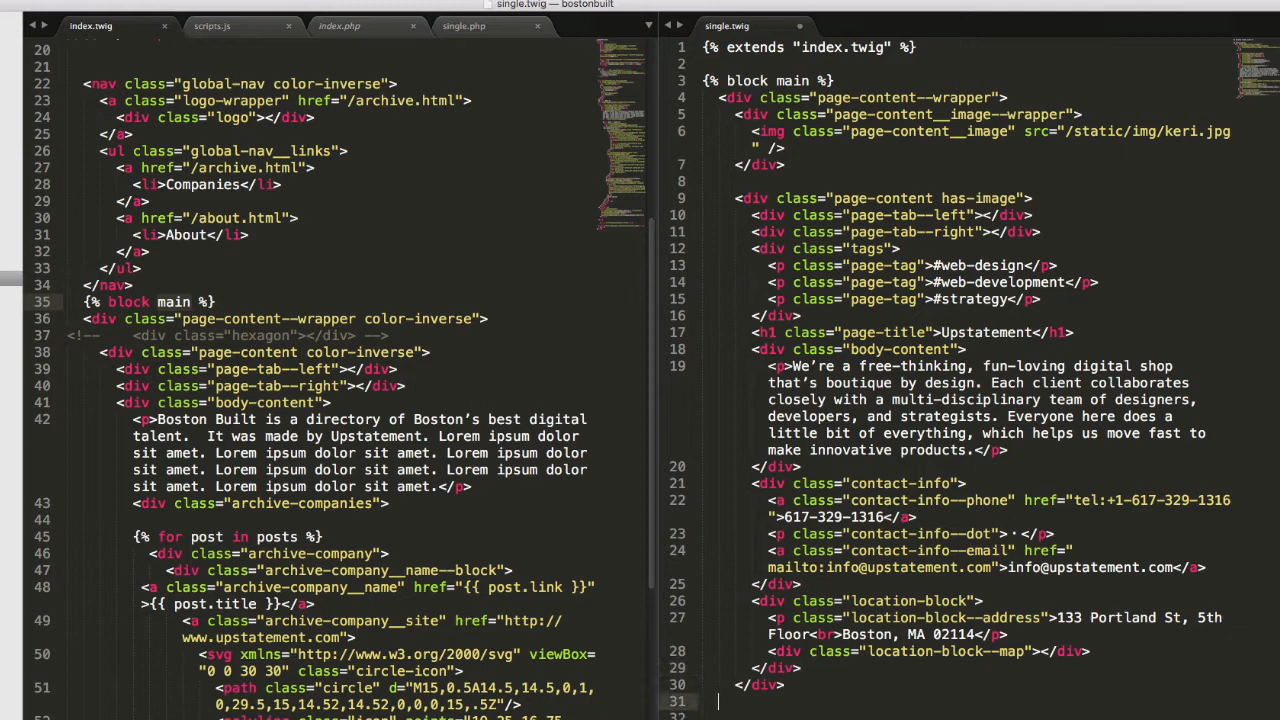 single.twig — bostonbuilt
index.twig
scripts.js
index.php
single.php
20
21
22 <nav class="global-nav color-inverse">
23 <a class="logo-wrapper" href="/archive.html">
24 <div class="logo"></div>
25 </a>
26 <ul class="global-nav__links">
27 <a href="/archive.html">
28 <li>Companies</li>
29 </a>
30 <a href="/about.html">
31 <li>About</li>
32 </a>
33 </ul>
34 </nav>
35 {% block main %}
36 <div class="page-content--wrapper color-inverse">
37 <!-- <div class="hexagon"></div> -->
38 <div class="page-content color-inverse">
39 <div class="page-tab--left"></div>
40 <div class="page-tab--right"></div>
41 <div class="body-content">
42 <p>Boston Built is a directory of Boston’s best digital
talent. It was made by Upstatement. Lorem ipsum dolor
sit amet. Lorem ipsum dolor sit amet. Lorem ipsum dolor
sit amet. Lorem ipsum dolor sit amet. Lorem ipsum dolor
sit amet. Lorem ipsum dolor sit amet.</p>
43 <div class="archive-companies">
44
45 {% for post in posts %}
46 <div class="archive-company">
47 <div class="archive-company__name--block">
48 <a class="archive-company__name" href="{{ post.link }}"
>{{ post.title }}</a>
49 <a class="archive-company__site" href="http://
www.upstatement.com">
50 <svg xmlns="http://www.w3.org/2000/svg" viewBox=
"0 0 30 30" class="circle-icon">
51 <path class="circle" d="M15,0.5A14.5,14.5,0,1,
0,29.5,15,14.52,14.52,0,0,0,15,.5Z"/>
single.twig
1 {% extends "index.twig" %}
2
3 {% block main %}
4 <div class="page-content--wrapper">
5 <div class="page-content__image--wrapper">
6 <img class="page-content__image" src="/static/img/keri.jpg
" />
7 </div>
8
9 <div class="page-content has-image">
10 <div class="page-tab--left"></div>
11 <div class="page-tab--right"></div>
12 <div class="tags">
13 <p class="page-tag">#web-design</p>
14 <p class="page-tag">#web-development</p>
15 <p class="page-tag">#strategy</p>
16 </div>
17 <h1 class="page-title">Upstatement</h1>
18 <div class="body-content">
19 <p>We’re a free-thinking, fun-loving digital shop
that’s boutique by design. Each client collaborates
closely with a multi-disciplinary team of designers,
developers, and strategists. Everyone here does a
little bit of everything, which helps us move fast to
make innovative products.</p>
20 </div>
21 <div class="contact-info">
22 <a class="contact-info--phone" href="tel:+1-617-329-1316
">617-329-1316</a>
23 <p class="contact-info--dot">·</p>
24 <a class="contact-info--email" href="
mailto:info@upstatement.com">info@upstatement.com</a>
25 </div>
26 <div class="location-block">
27 <p class="location-block--address">133 Portland St, 5th
Floor<br>Boston, MA 02114</p>
28 <div class="location-block--map"></div>
29 </div>
30 </div>
31
32